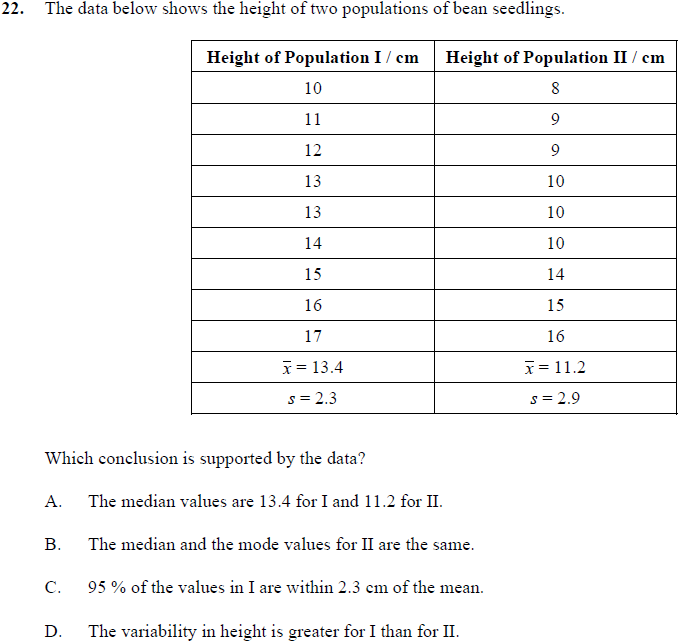 22. The data below shows the height of two populations of bean seedlings.
Height of Population I / cm Height of Population II / cm
10 8
11 9
12 9
13 10
13 10
14 10
15 14
16 15
17 16
x̅ = 13.4 x̅ = 11.2
s = 2.3 s = 2.9
Which conclusion is supported by the data?
A. The median values are 13.4 for I and 11.2 for II.
B. The median and the mode values for II are the same.
C. 95 % of the values in I are within 2.3 cm of the mean.
D. The variability in height is greater for I than for II.